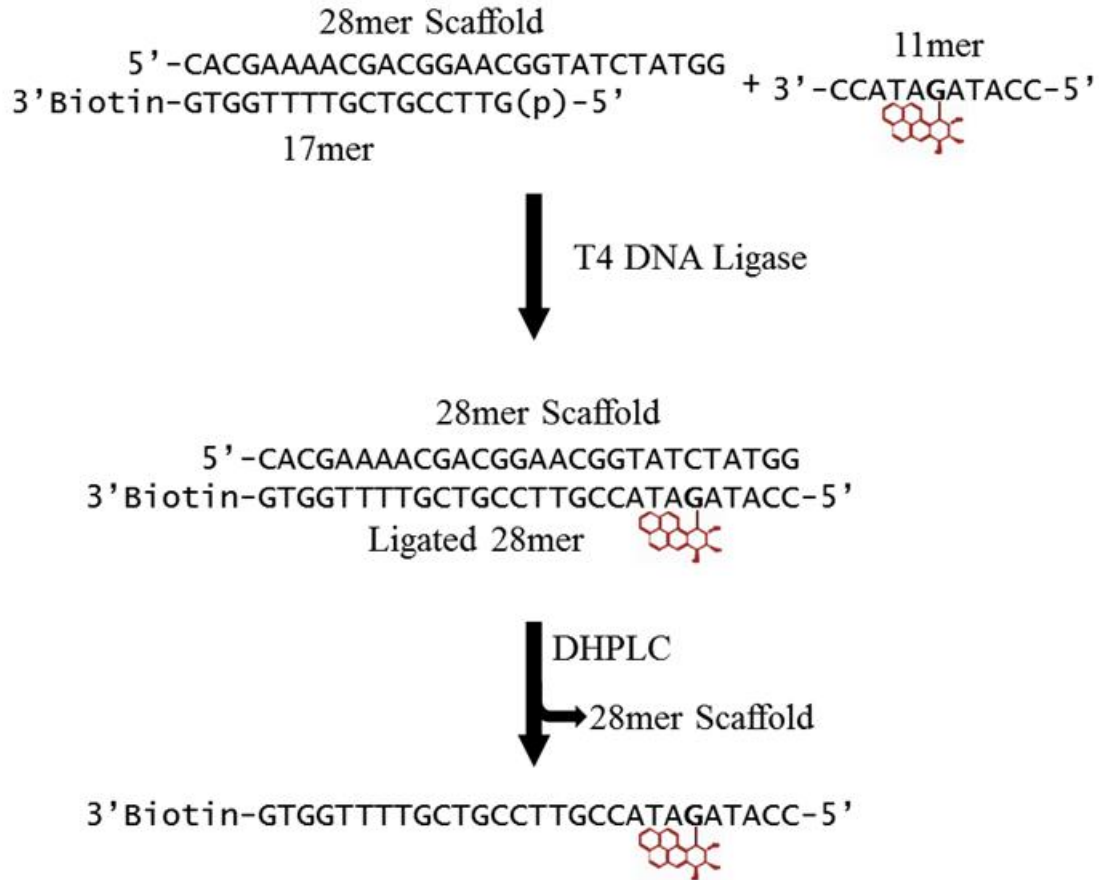 28mer Scaffold
5’-CACGAAAACGACGGAACGGTATCTATGG
3’Biotin-GTGGTTTTGCTGCCTTG(p)-5’
17mer
+
11mer
3’-CCATAGATACC-5’
T4 DNA Ligase
28mer Scaffold
5’-CACGAAAACGACGGAACGGTATCTATGG
3’Biotin-GTGGTTTTGCTGCCTTGCCATAGATACC-5’
Ligated 28mer
DHPLC
28mer Scaffold
3’Biotin-GTGGTTTTGCTGCCTTGCCATAGATACC-5’